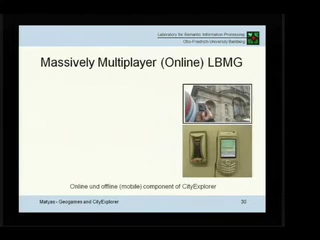 Laboratory for Semantic Information Processing
Otto-Friedrich-University Bamberg
Massively Multiplayer (Online) LBMG
Online und offline (mobile) component of CityExplorer
Matyas - Geogames and CityExplorer 30